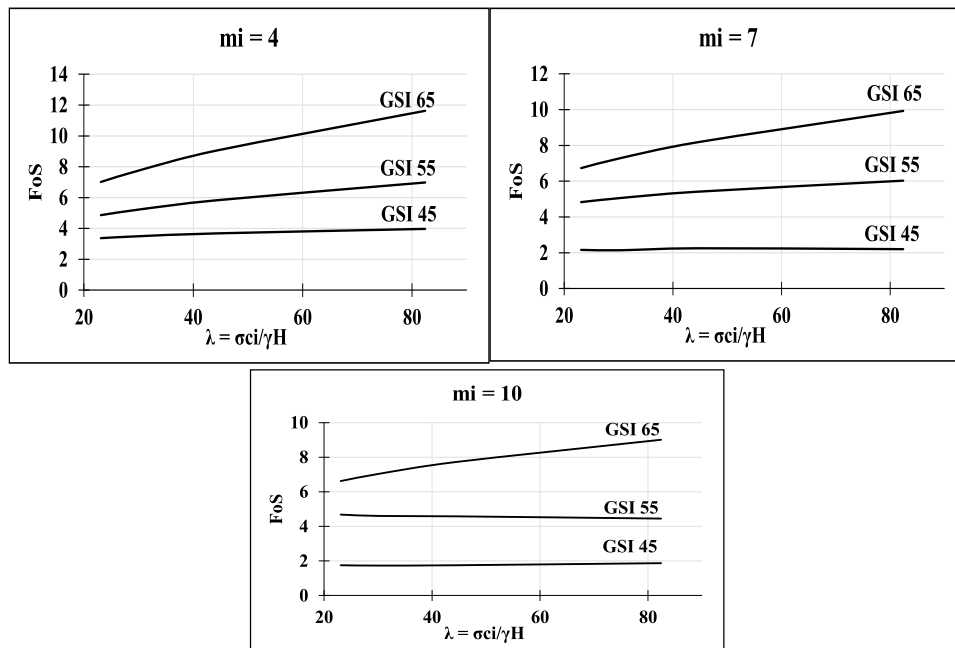 mi = 4
14
12
10
8
6
4
2
0
FoS
GSI 65
GSI 55
GSI 45
20
40
60
80
λ = σci/γH
mi = 7
12
10
8
6
4
2
0
FoS
GSI 65
GSI 55
GSI 45
20
40
60
80
λ = σci/γH
mi = 10
10
8
6
4
2
0
FoS
GSI 65
GSI 55
GSI 45
20
40
60
80
λ = σci/γH